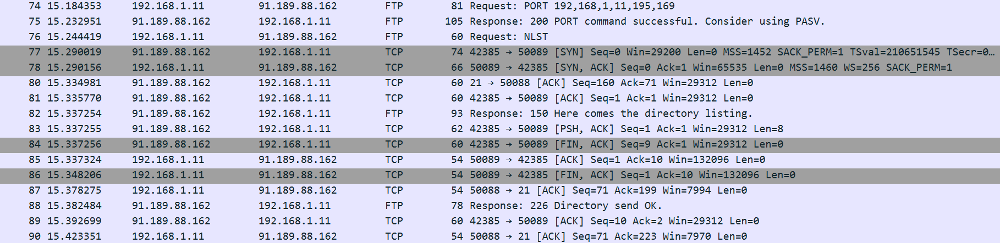 74 15.184353 192.168.1.11 91.189.88.162 FTP 81 Request: PORT 192,168,1,11,195,169
75 15.232951 91.189.88.162 192.168.1.11 FTP 105 Response: 200 PORT command successful. Consider using PASV.
76 15.244419 192.168.1.11 91.189.88.162 FTP 60 Request: NLST
77 15.290019 91.189.88.162 192.168.1.11 TCP 74 42385 → 50089 [SYN] Seq=0 Win=29200 Len=0 MSS=1452 SACK_PERM=1 TSval=210651545 TSecr=0…
78 15.290156 192.168.1.11 91.189.88.162 TCP 66 50089 → 42385 [SYN, ACK] Seq=0 Ack=1 Win=65535 Len=0 MSS=1460 WS=256 SACK_PERM=1
80 15.334981 91.189.88.162 192.168.1.11 TCP 60 21 → 50088 [ACK] Seq=160 Ack=71 Win=29312 Len=0
81 15.335770 91.189.88.162 192.168.1.11 TCP 60 42385 → 50089 [ACK] Seq=1 Ack=1 Win=29312 Len=0
82 15.337254 91.189.88.162 192.168.1.11 FTP 93 Response: 150 Here comes the directory listing.
83 15.337255 91.189.88.162 192.168.1.11 TCP 62 42385 → 50089 [PSH, ACK] Seq=1 Ack=1 Win=29312 Len=8
84 15.337256 91.189.88.162 192.168.1.11 TCP 60 42385 → 50089 [FIN, ACK] Seq=9 Ack=1 Win=29312 Len=0
85 15.337324 192.168.1.11 91.189.88.162 TCP 54 50089 → 42385 [ACK] Seq=1 Ack=10 Win=132096 Len=0
86 15.348206 192.168.1.11 91.189.88.162 TCP 54 50089 → 42385 [FIN, ACK] Seq=1 Ack=10 Win=132096 Len=0
87 15.378275 192.168.1.11 91.189.88.162 TCP 54 50088 → 21 [ACK] Seq=71 Ack=199 Win=7994 Len=0
88 15.382484 91.189.88.162 192.168.1.11 FTP 78 Response: 226 Directory send OK.
89 15.392699 91.189.88.162 192.168.1.11 TCP 60 42385 → 50089 [ACK] Seq=10 Ack=2 Win=29312 Len=0
90 15.423351 192.168.1.11 91.189.88.162 TCP 54 50088 → 21 [ACK] Seq=71 Ack=223 Win=7970 Len=0